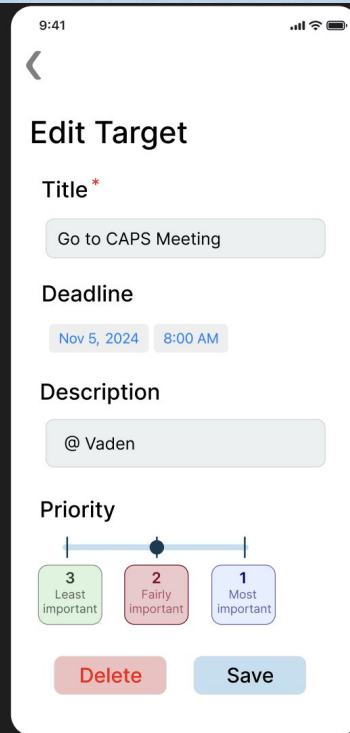 9:41
Edit Target
Title*
Go to CAPS Meeting
Deadline
Nov 5, 2024 8:00 AM
Description
@ Vaden
Priority
3 2 1
Least Fairly Most
important important important
Delete Save